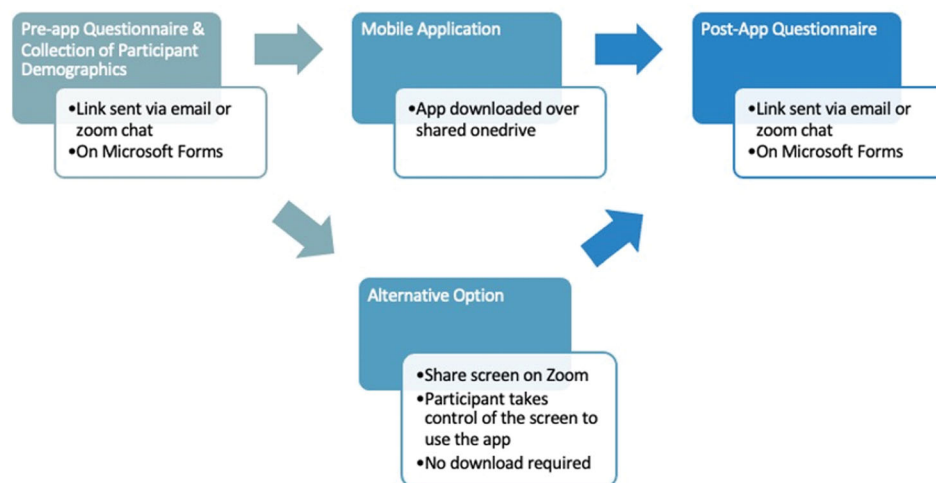 Pre-app Questionnaire &
Collection of Participant
Demographics
•Link sent via email or
zoom chat
•On Microsoft Forms
Mobile Application
•App downloaded over
shared onedrive
Post-App Questionnaire
•Link sent via email or
zoom chat
•On Microsoft Forms
Alternative Option
•Share screen on Zoom
•Participant takes
control of the screen to
use the app
•No download required